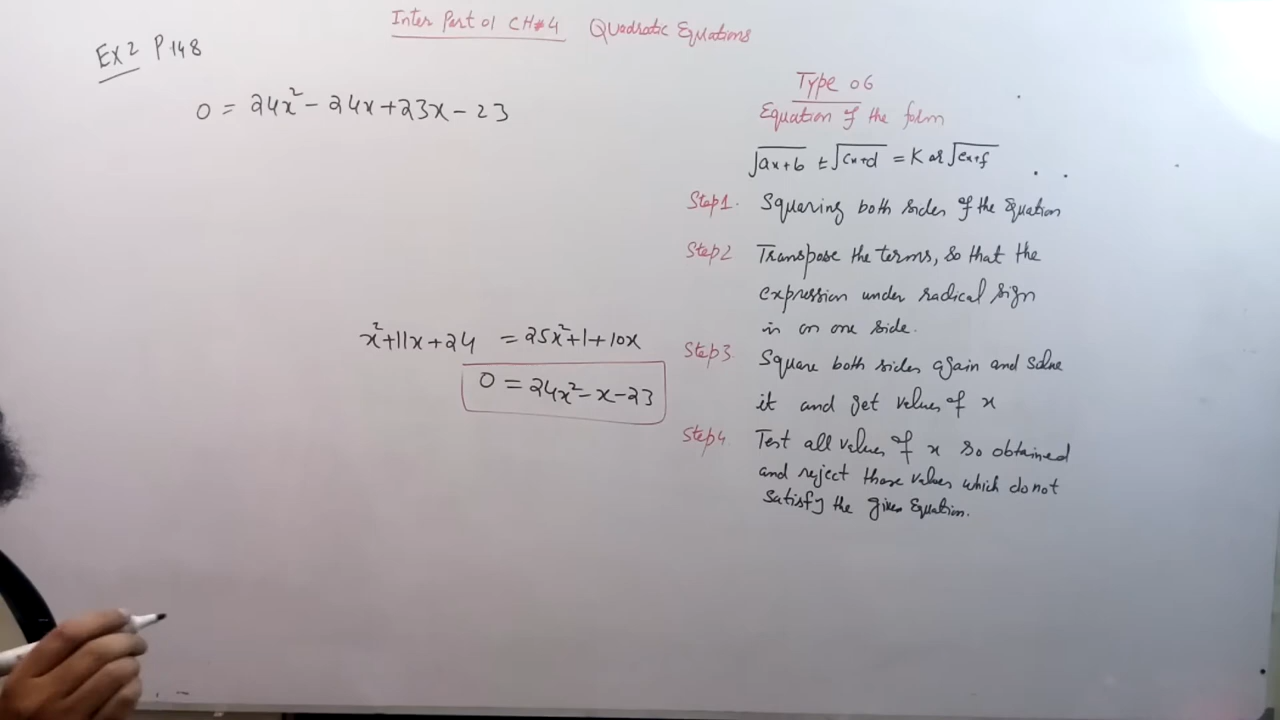 Inter Part 01 CH#4 Quadratic Equations
Ex2 P148
0 = 24x² - 24x + 23x - 23
x² + 11x + 24 = 25x² + 1 + 10x
0 = 24x² - x - 23
Type 06
Equation of the form
√ax+b ± √cx+d = K or √ex+f
Step1. Squaring both sides of the Equation
Step2 Transpose the terms, so that the
expression under radical sign
is on one side.
Step3. Square both sides again and solve
it and get values of x
Step4. Test all values of x so obtained
and reject those values which do not
satisfy the given Equation.